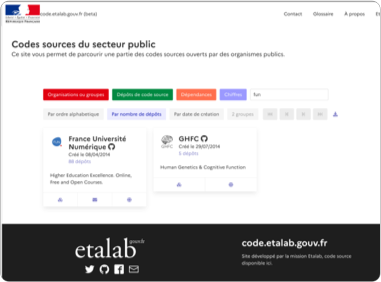 code.etalab.gouv.fr (beta)
Contact Glossaire À propos
RÉPUBLIQUE FRANÇAISE
Codes sources du secteur public
Ce site vous permet de parcourir une partie des codes sources ouverts par des organismes publics.
Organisations ou groupes Dépôts de code source Dépendances Chiffres fun
Par ordre alphabétique Par nombre de dépôts Par date de création 2 groupes
France Université Numérique
Créé le 08/04/2014
88 dépôts
Higher Education Excellence. Online, Free and Open Courses.
GHFC
Créé le 29/07/2014
5 dépôts
Human Genetics & Cognitive Function
etalab gouv.fr
code.etalab.gouv.fr
Site développé par la mission Etalab, code source
disponible ici.